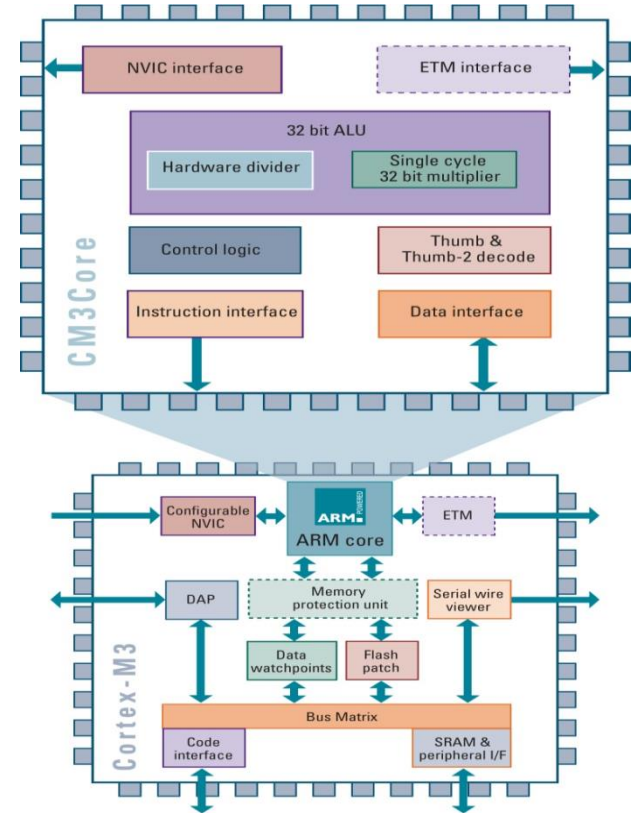 NVIC interface
ETM interface
32 bit ALU
Hardware divider
Single cycle
32 bit multiplier
Control logic
Thumb &
Thumb-2 decode
Instruction interface
Data interface
CM3Core
Configurable
NVIC
ARM POWERED
ARM core
ETM
DAP
Memory
protection unit
Serial wire
viewer
Data
watchpoints
Flash
patch
Bus Matrix
Code
interface
SRAM &
peripheral I/F
Cortex-M3